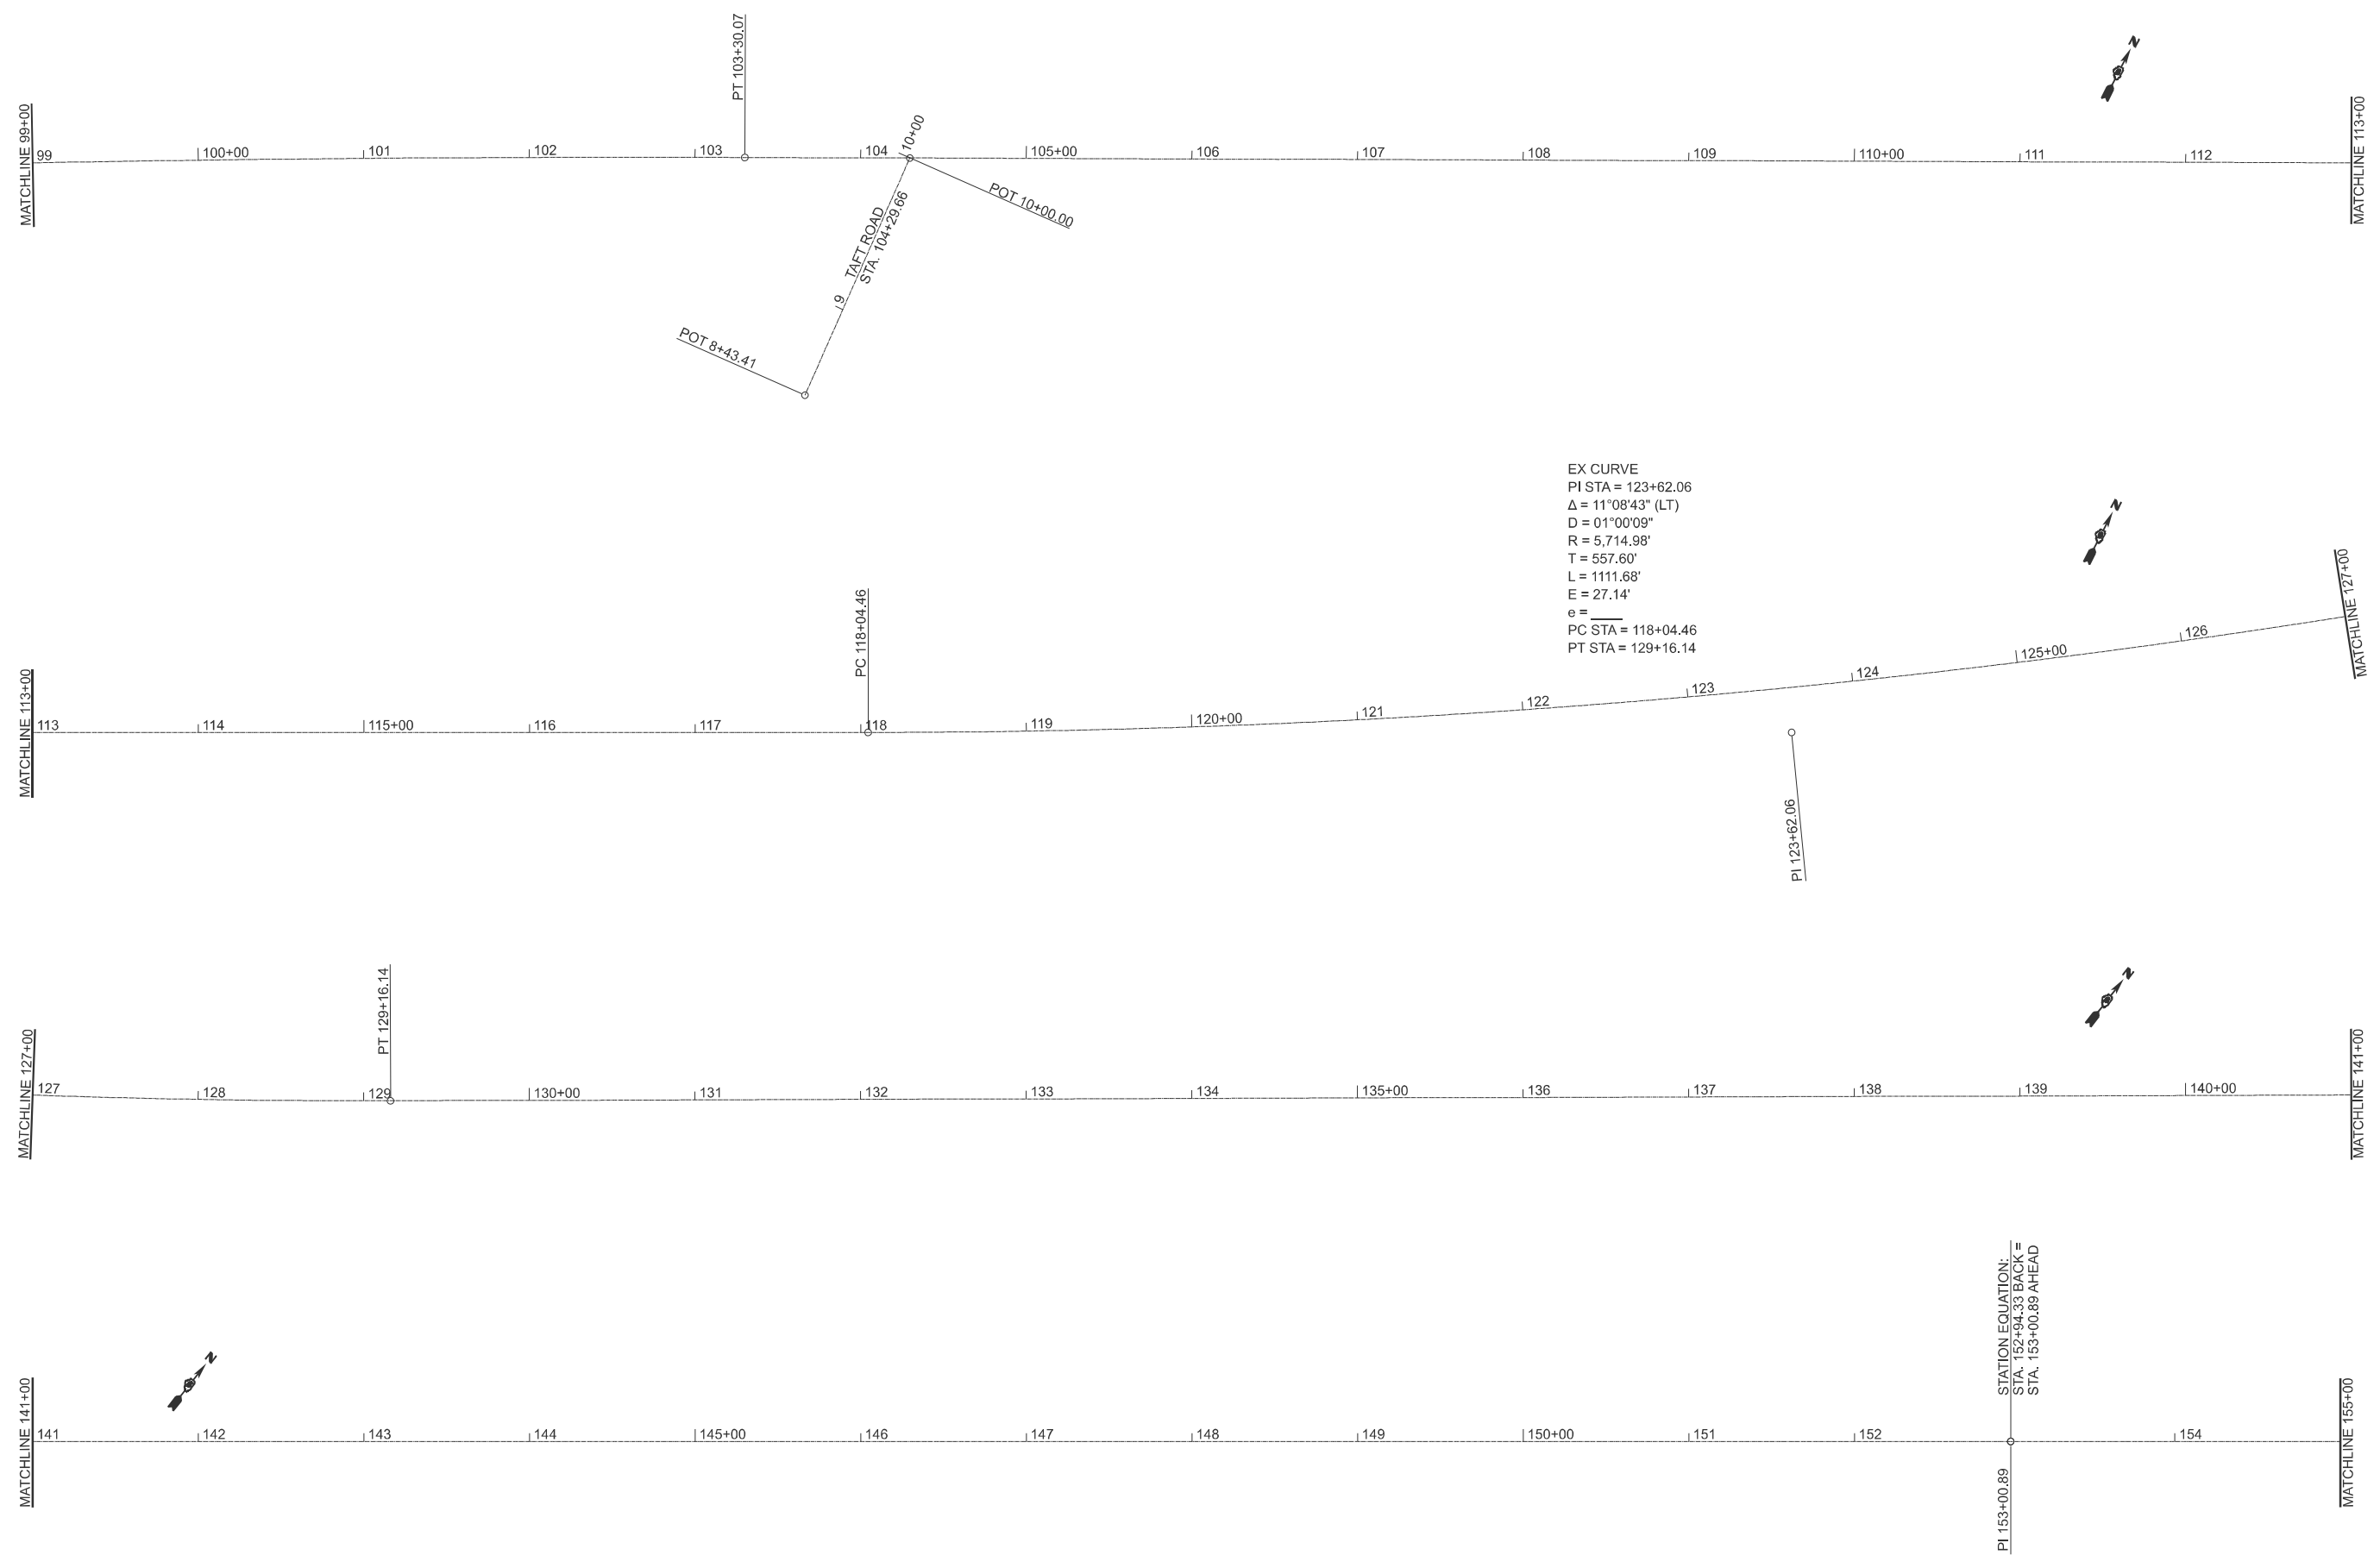 PT 103+30.07
N
MATCHLINE 99+00
99
100+00
101
102
103
104
10+00
105+00
106
107
108
109
110+00
111
112
MATCHLINE 113+00
POT 10+00.00
TAFT ROAD
STA. 104+29.66
9
POT 8+43.41
EX CURVE
PI STA = 123+62.06
Δ = 11°08'43" (LT)
D = 01°00'09"
R = 5,714.98'
T = 557.60'
L = 1111.68'
E = 27.14'
e = ____
PC STA = 118+04.46
PT STA = 129+16.14
N
MATCHLINE 113+00
113
114
115+00
116
117
PC 118+04.46
118
119
120+00
121
122
123
124
125+00
126
MATCHLINE 127+00
PI 123+62.06
PT 129+16.14
N
MATCHLINE 127+00
127
128
129
130+00
131
132
133
134
135+00
136
137
138
139
140+00
MATCHLINE 141+00
STATION EQUATION:
STA. 152+94.33 BACK =
STA. 153+00.89 AHEAD
N
MATCHLINE 141+00
141
142
143
144
145+00
146
147
148
149
150+00
151
152
154
MATCHLINE 155+00
PI 153+00.89